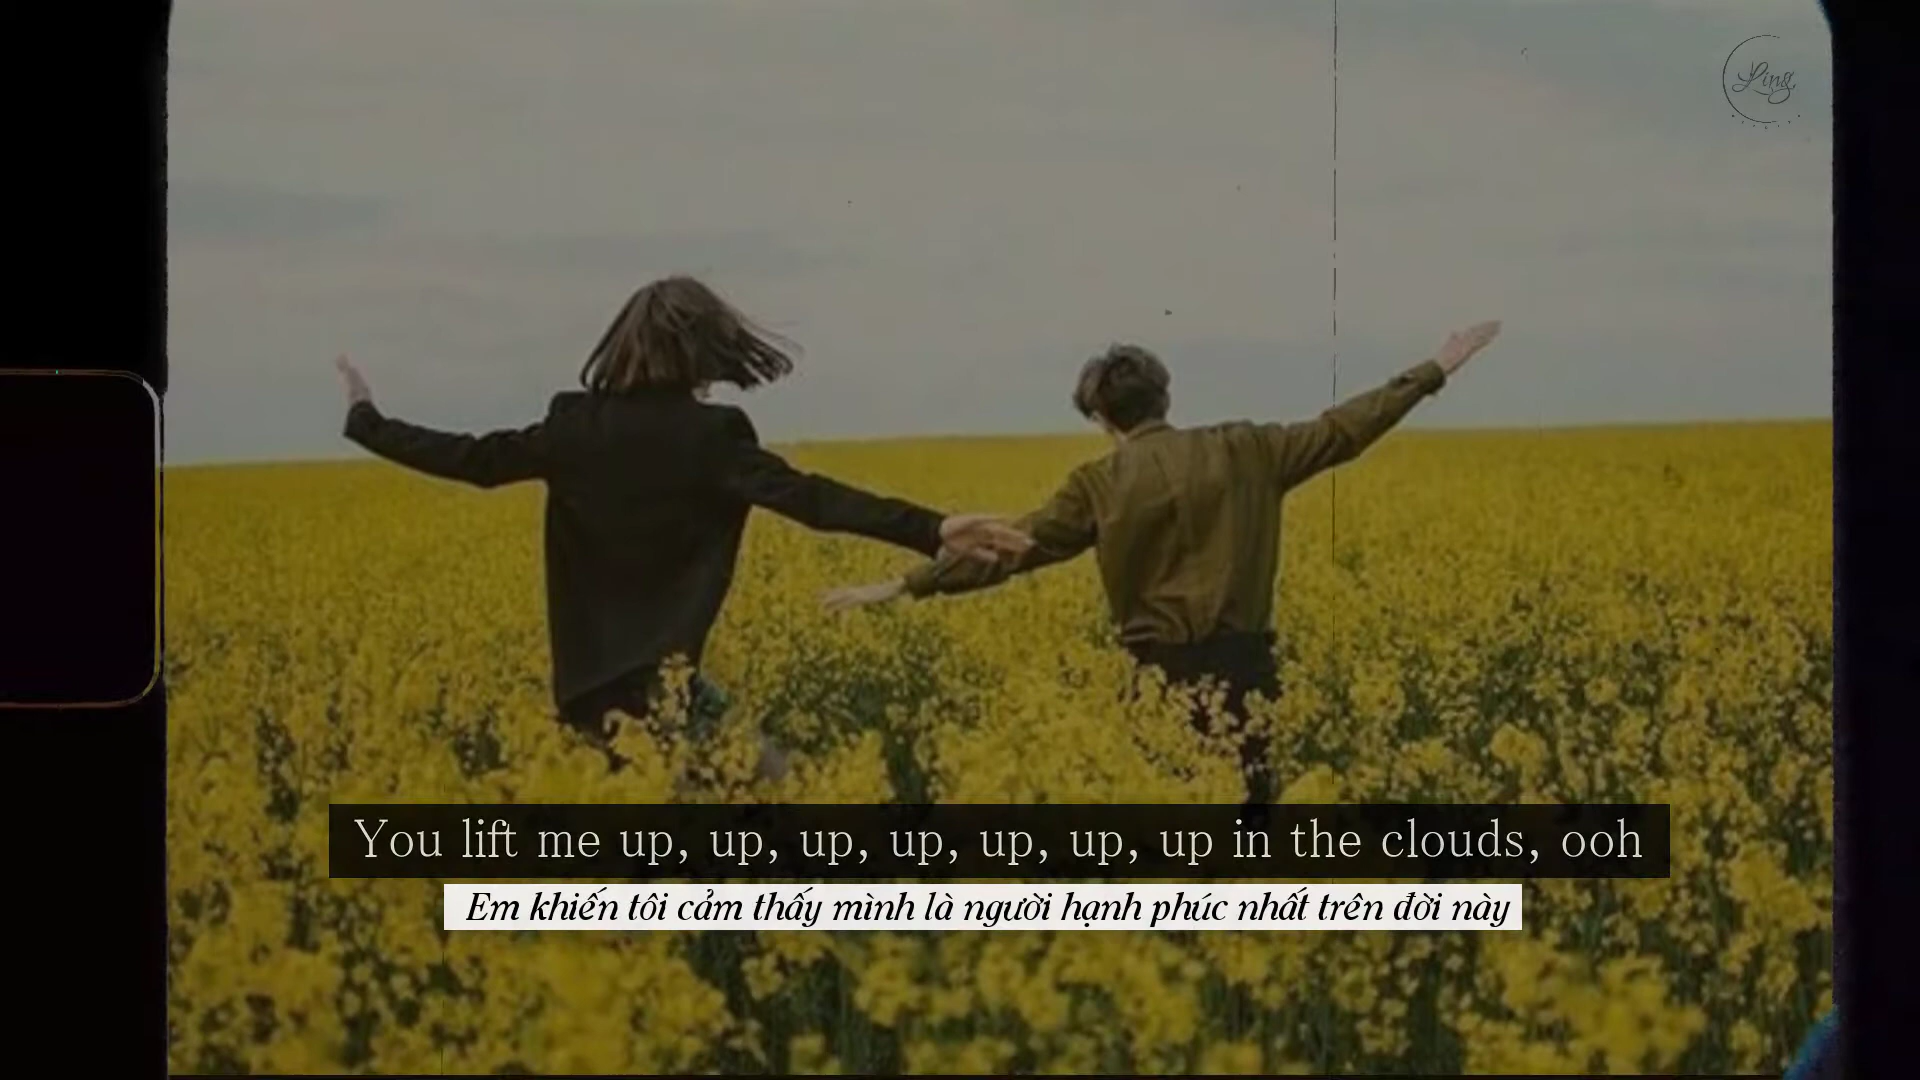 Ling
You lift me up, up, up, up, up, up, up in the clouds, ooh
Em khiến tôi cảm thấy mình là người hạnh phúc nhất trên đời này